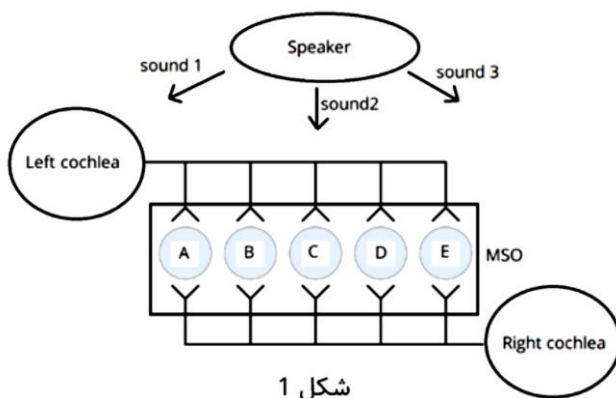 Speaker
sound 1
sound 3
sound2
Left cochlea
A B C D E
MSO
Right cochlea
شكل 1